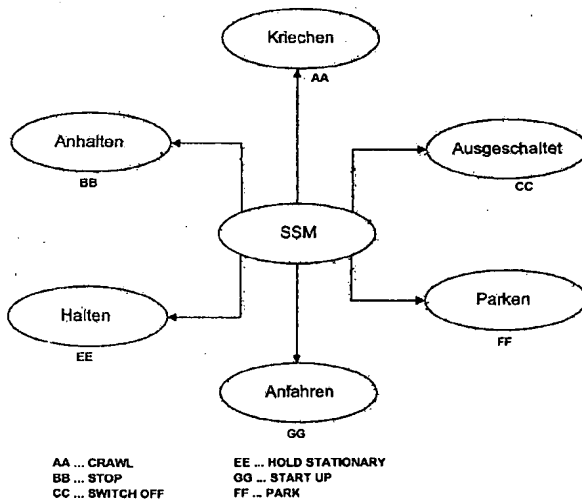 Kriechen
AA
Anhalten
BB
Ausgeschaltet
CC
SSM
Halten
EE
Parken
FF
Anfahren
GG
AA ... CRAWL
BB ... STOP
CC ... SWITCH OFF
EE ... HOLD STATIONARY
GG ... START UP
FF ... PARK